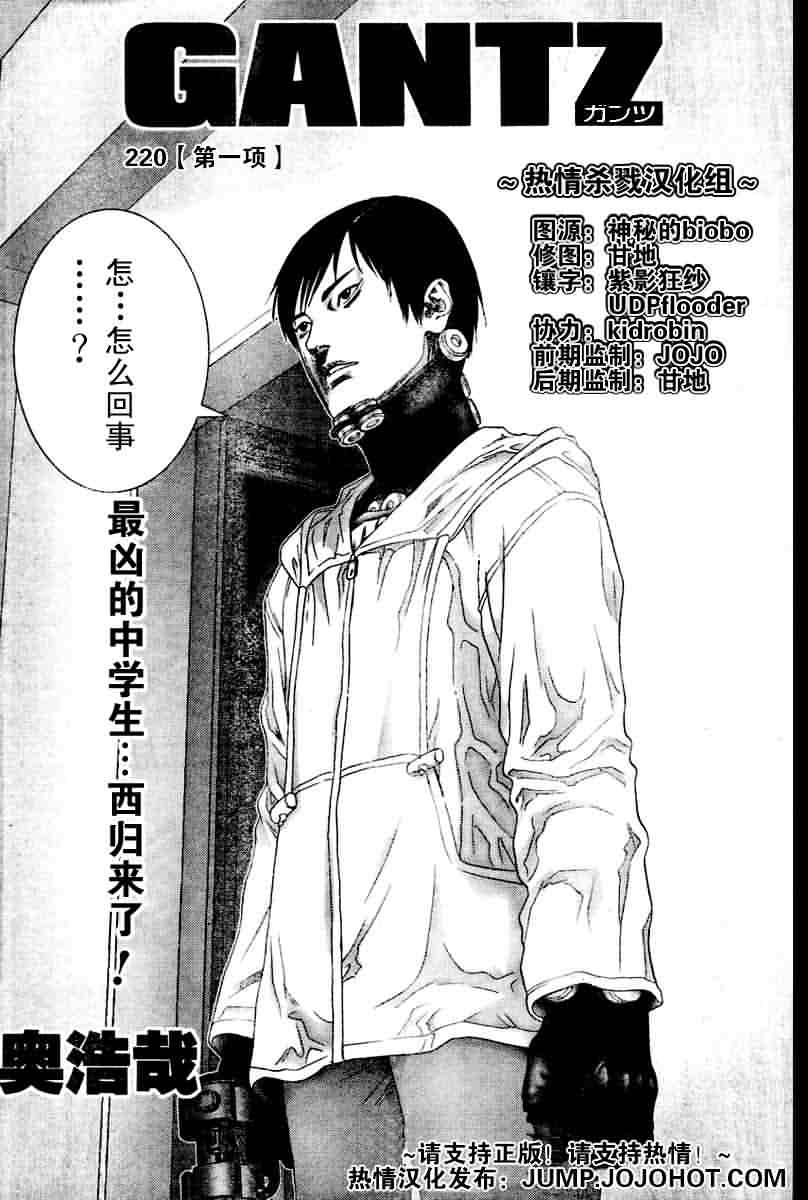 GANTZ
ガンツ
220【第一项】
~热情杀戮汉化组~
图源：神秘的biobo
修图：甘地
镶字：紫影狂纱
UDPflooder
协力：kidrobin
前期监制：JOJO
后期监制：甘地
怎…怎么回事
……？
最凶的中学生…西归来了！
奥浩哉
~请支持正版！请支持热情！~
热情汉化发布：JUMP.JOJOHOT.COM